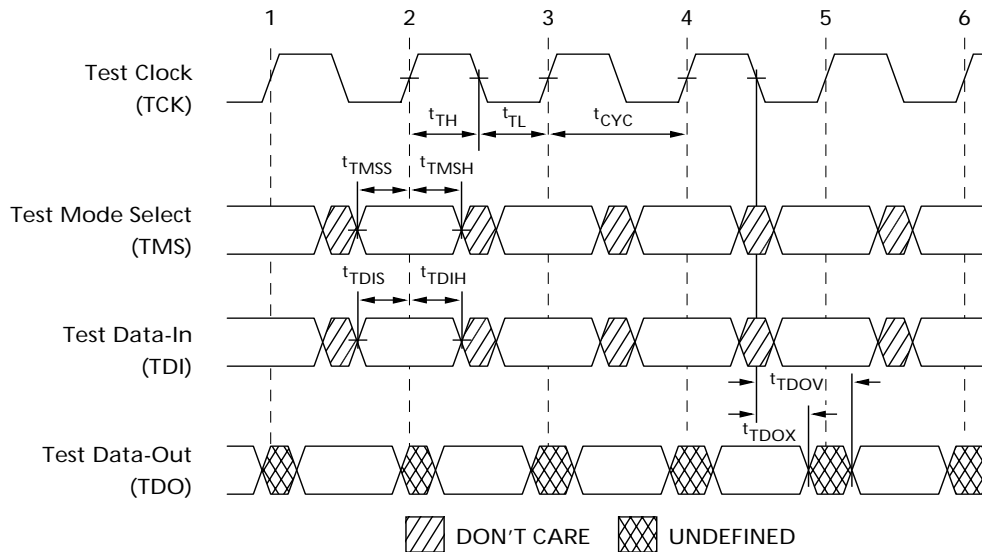 1 2 3 4 5 6
Test Clock
(TCK)
tTH tTL tCYC
tTMSS tTMSH
Test Mode Select
(TMS)
tTDIS tTDIH
Test Data-In
(TDI)
tTDOV
tTDOX
Test Data-Out
(TDO)
DON'T CARE UNDEFINED